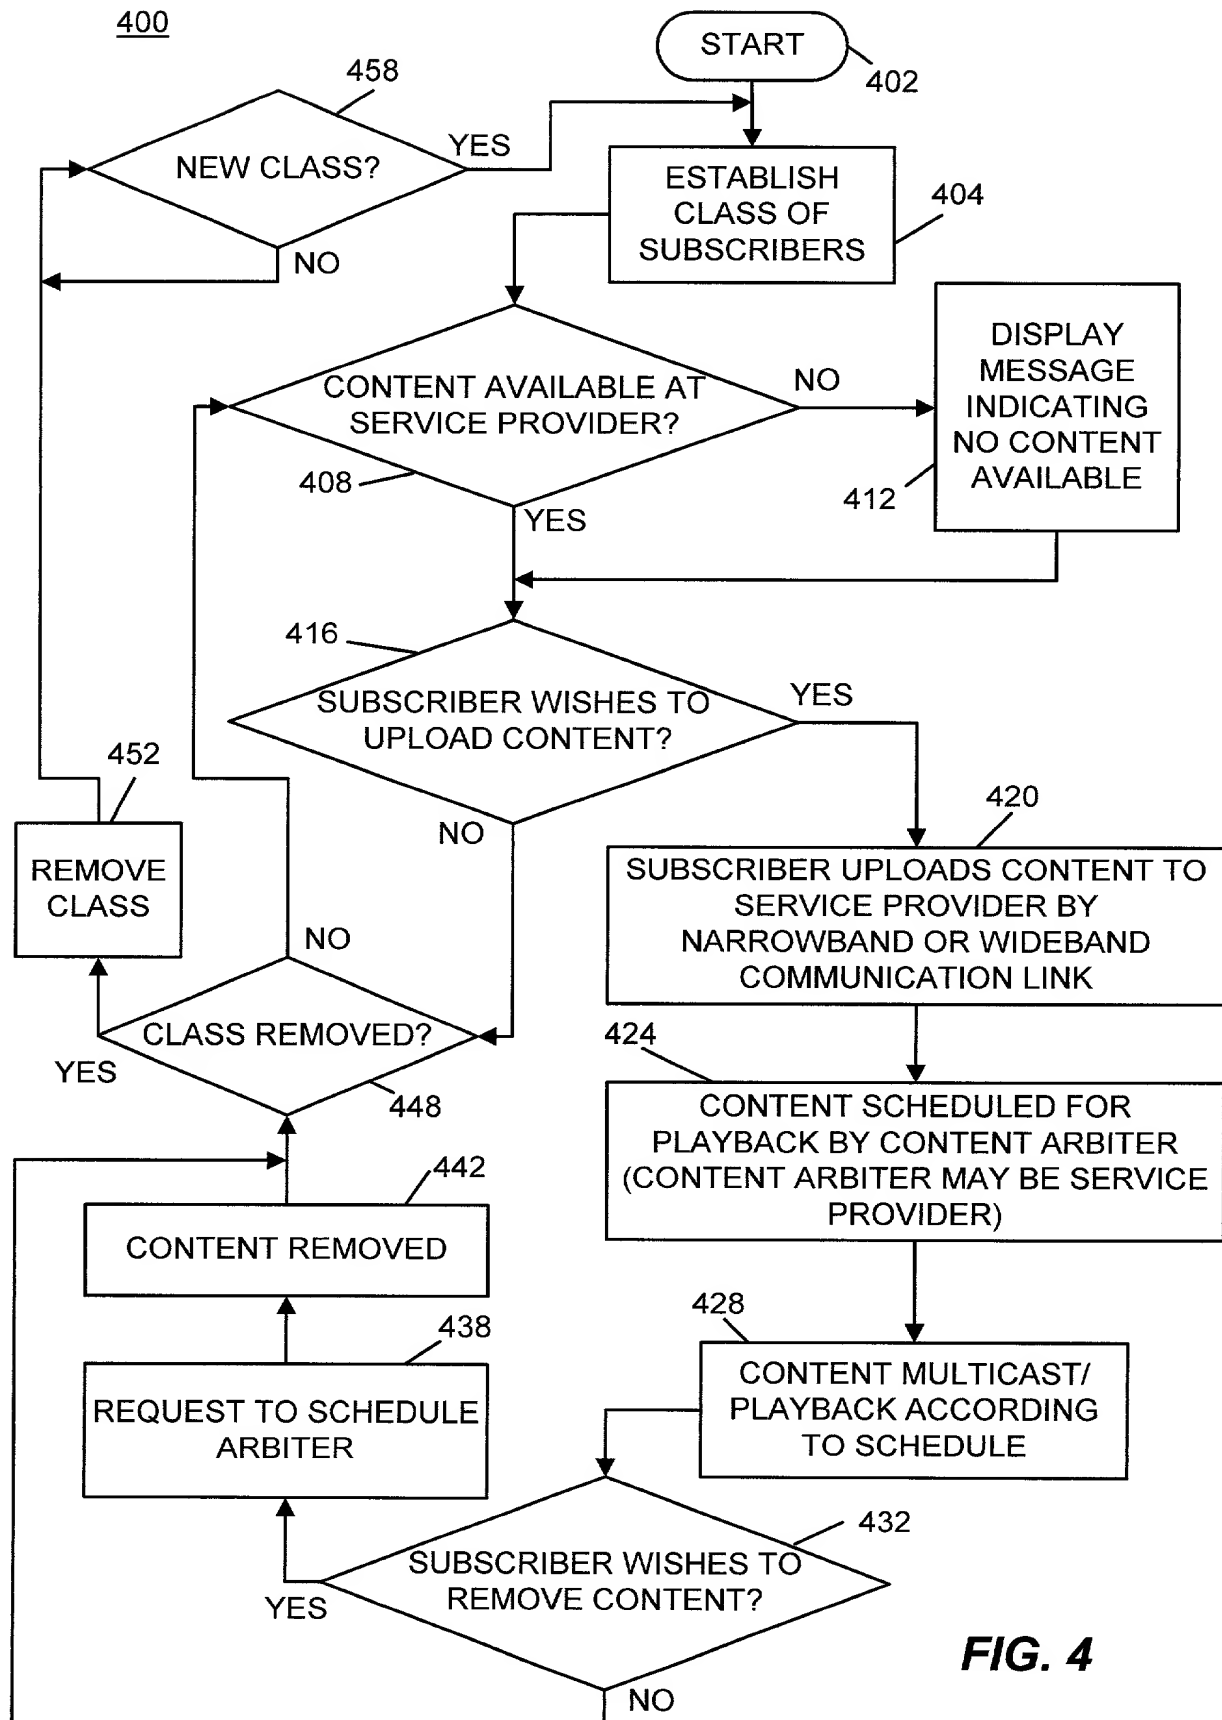 400
START
402
458
NEW CLASS?
YES
NO
ESTABLISH
CLASS OF
SUBSCRIBERS
404
CONTENT AVAILABLE AT
SERVICE PROVIDER?
408
NO
YES
DISPLAY
MESSAGE
INDICATING
NO CONTENT
AVAILABLE
412
416
SUBSCRIBER WISHES TO
UPLOAD CONTENT?
YES
NO
452
REMOVE
CLASS
420
SUBSCRIBER UPLOADS CONTENT TO
SERVICE PROVIDER BY
NARROWBAND OR WIDEBAND
COMMUNICATION LINK
NO
CLASS REMOVED?
YES
448
424
CONTENT SCHEDULED FOR
PLAYBACK BY CONTENT ARBITER
(CONTENT ARBITER MAY BE SERVICE
PROVIDER)
442
CONTENT REMOVED
438
REQUEST TO SCHEDULE
ARBITER
428
CONTENT MULTICAST/
PLAYBACK ACCORDING
TO SCHEDULE
432
SUBSCRIBER WISHES TO
REMOVE CONTENT?
YES
NO
FIG. 4